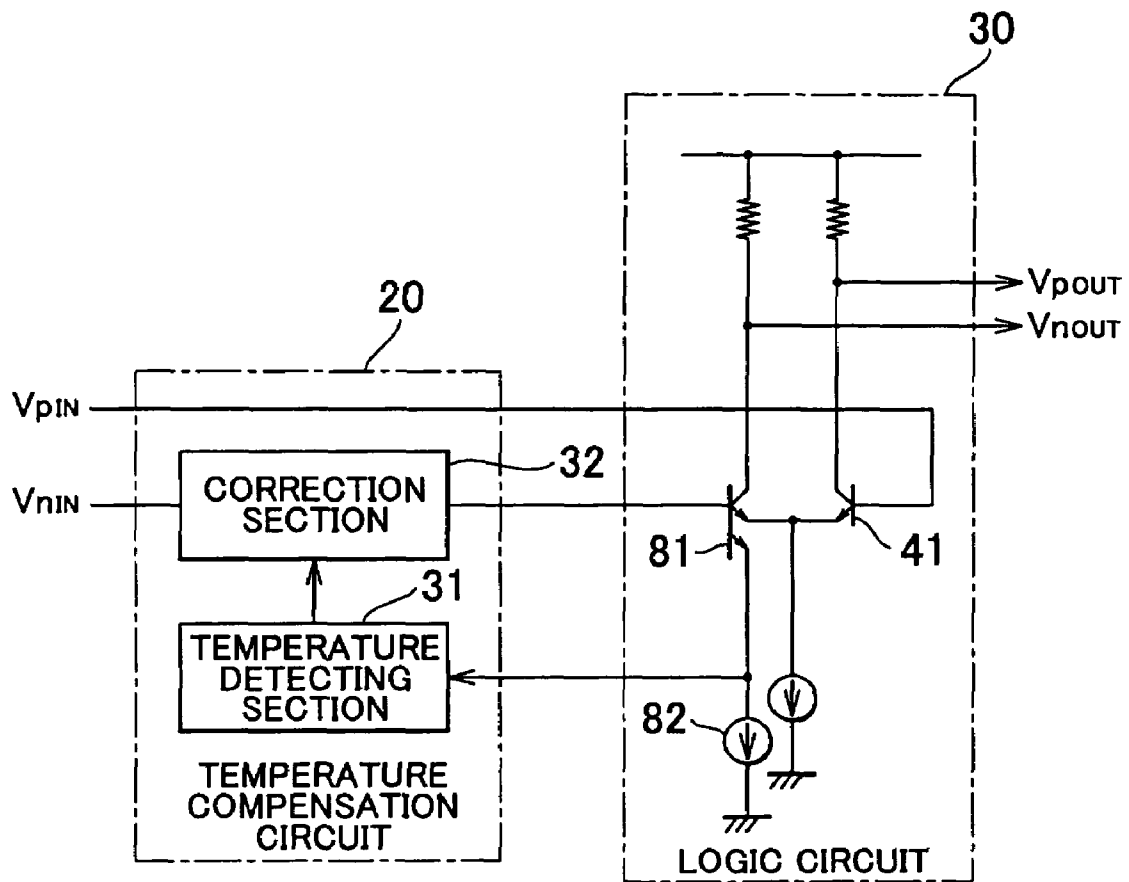 30
VpOUT
VnOUT
20
VpIN
VnIN
CORRECTION
SECTION
32
81
41
31
TEMPERATURE
DETECTING
SECTION
82
TEMPERATURE
COMPENSATION
CIRCUIT
LOGIC CIRCUIT